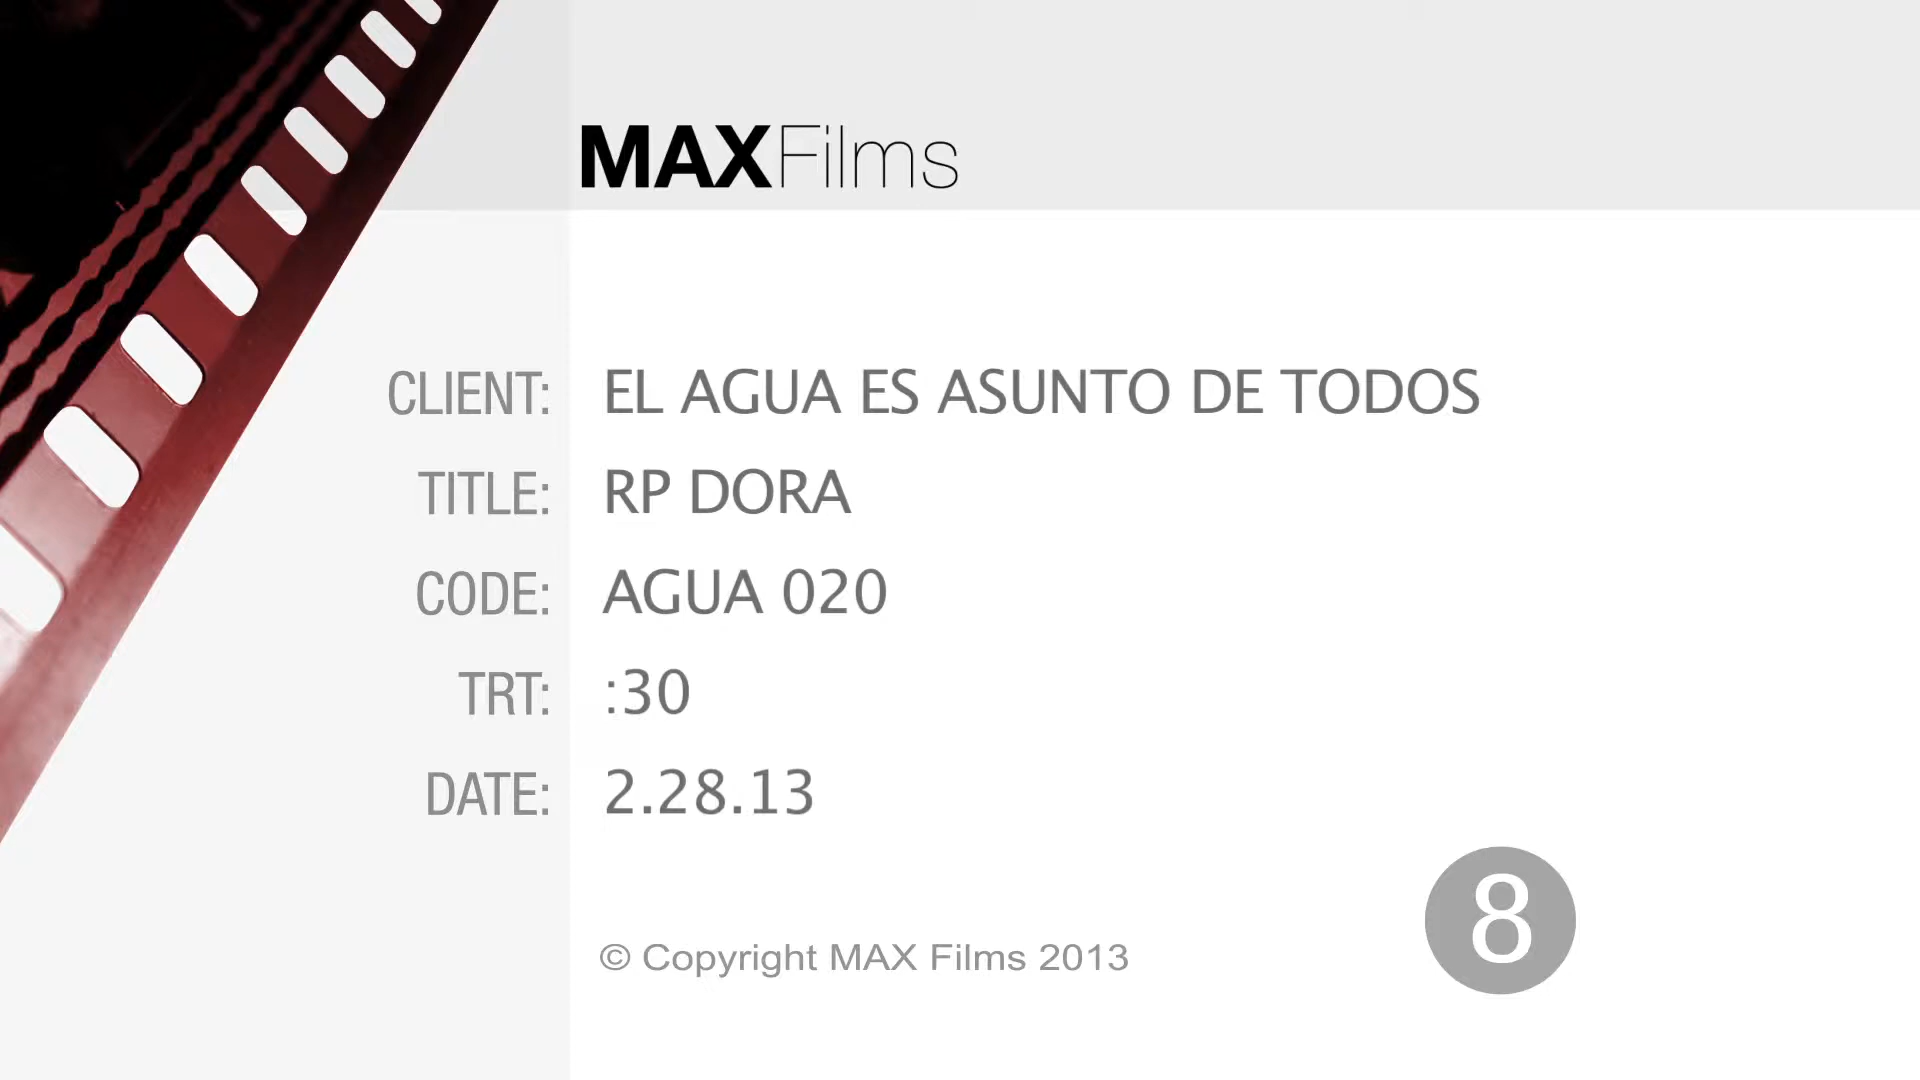 MAXFilms
CLIENT: EL AGUA ES ASUNTO DE TODOS
TITLE: RP DORA
CODE: AGUA 020
TRT: :30
DATE: 2.28.13
8
© Copyright MAX Films 2013